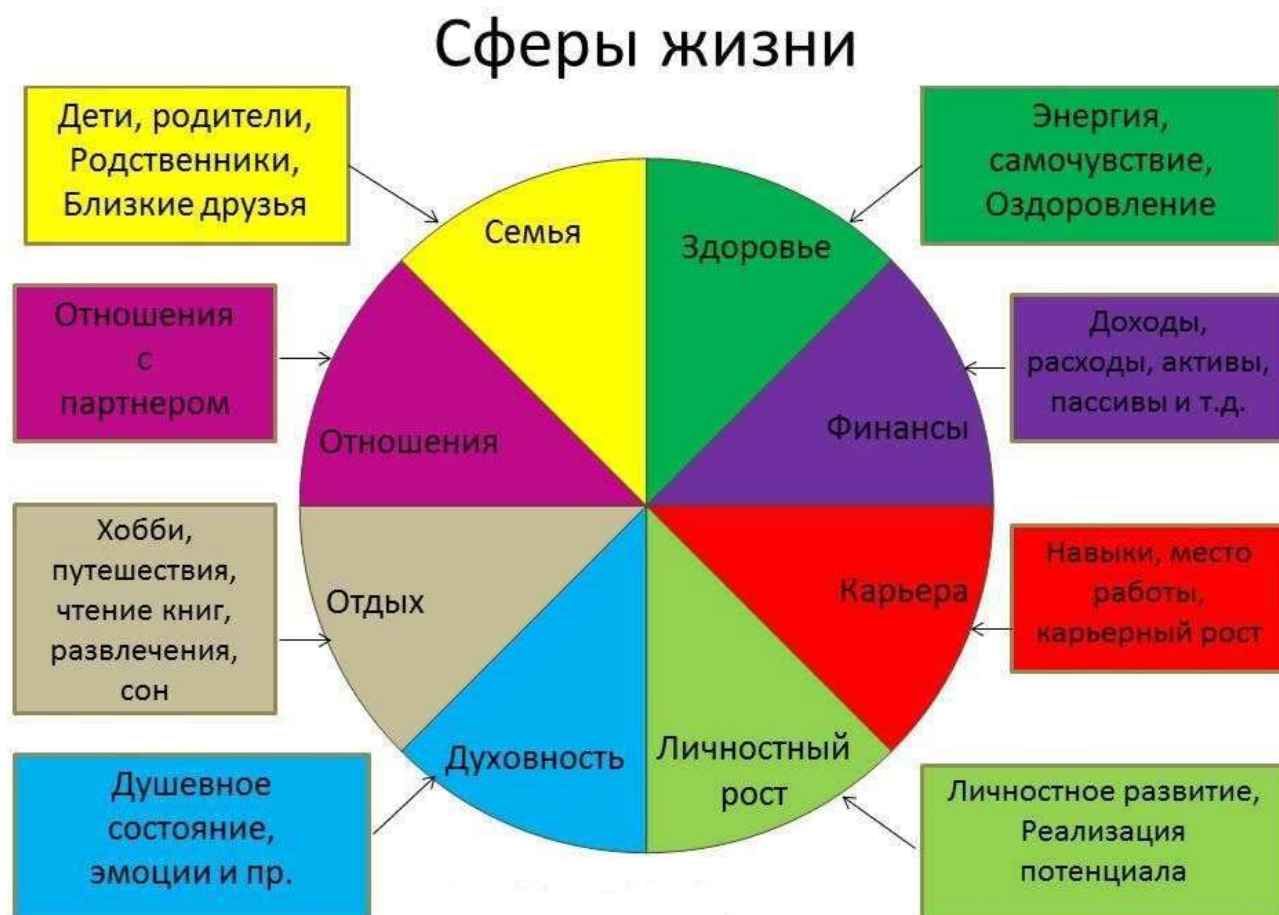 Сферы жизни
Дети, родители,
Родственники,
Близкие друзья
Энергия,
самочувствие,
Оздоровление
Семья
Здоровье
Отношения
с
партнером
Доходы,
расходы, активы,
пассивы и т.д.
Отношения
Финансы
Хобби,
путешествия,
чтение книг,
развлечения,
сон
Навыки, место
работы,
карьерный рост
Отдых
Карьера
Духовность
Личностный
рост
Душевное
состояние,
эмоции и пр.
Личностное развитие,
Реализация
потенциала